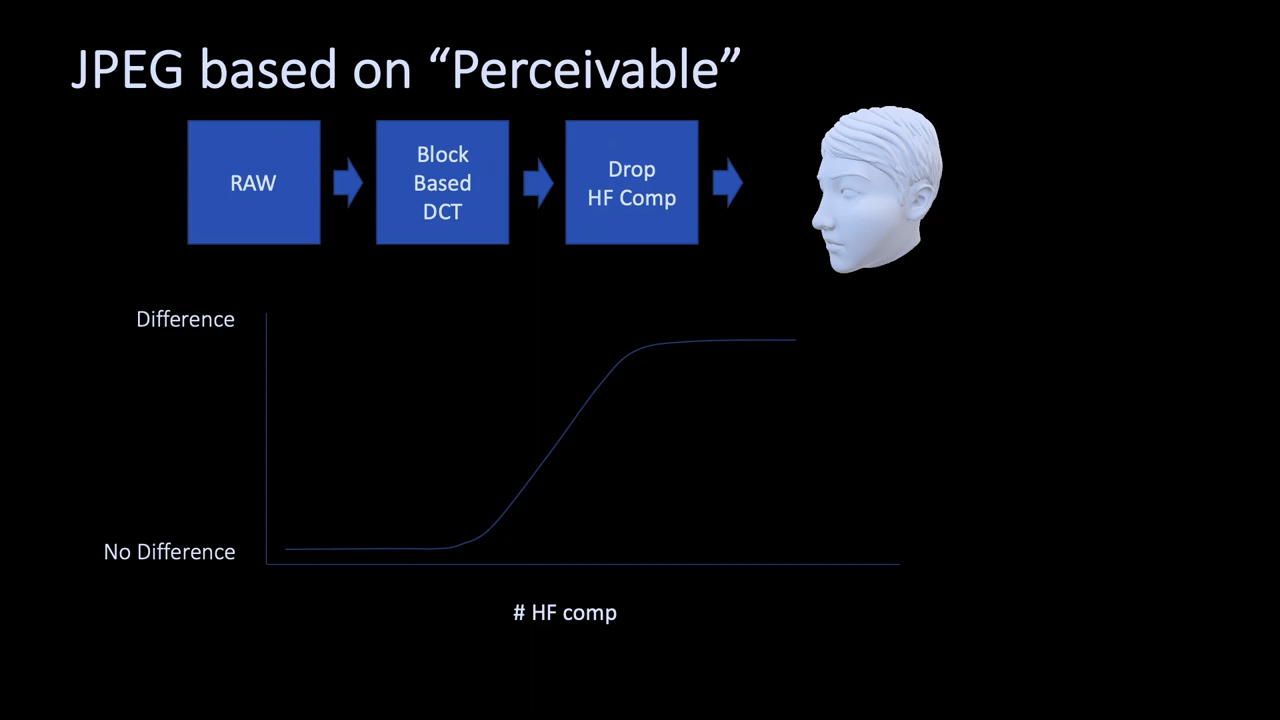 JPEG based on “Perceivable”
RAW
Block
Based
DCT
Drop
HF Comp
Difference
No Difference
# HF comp